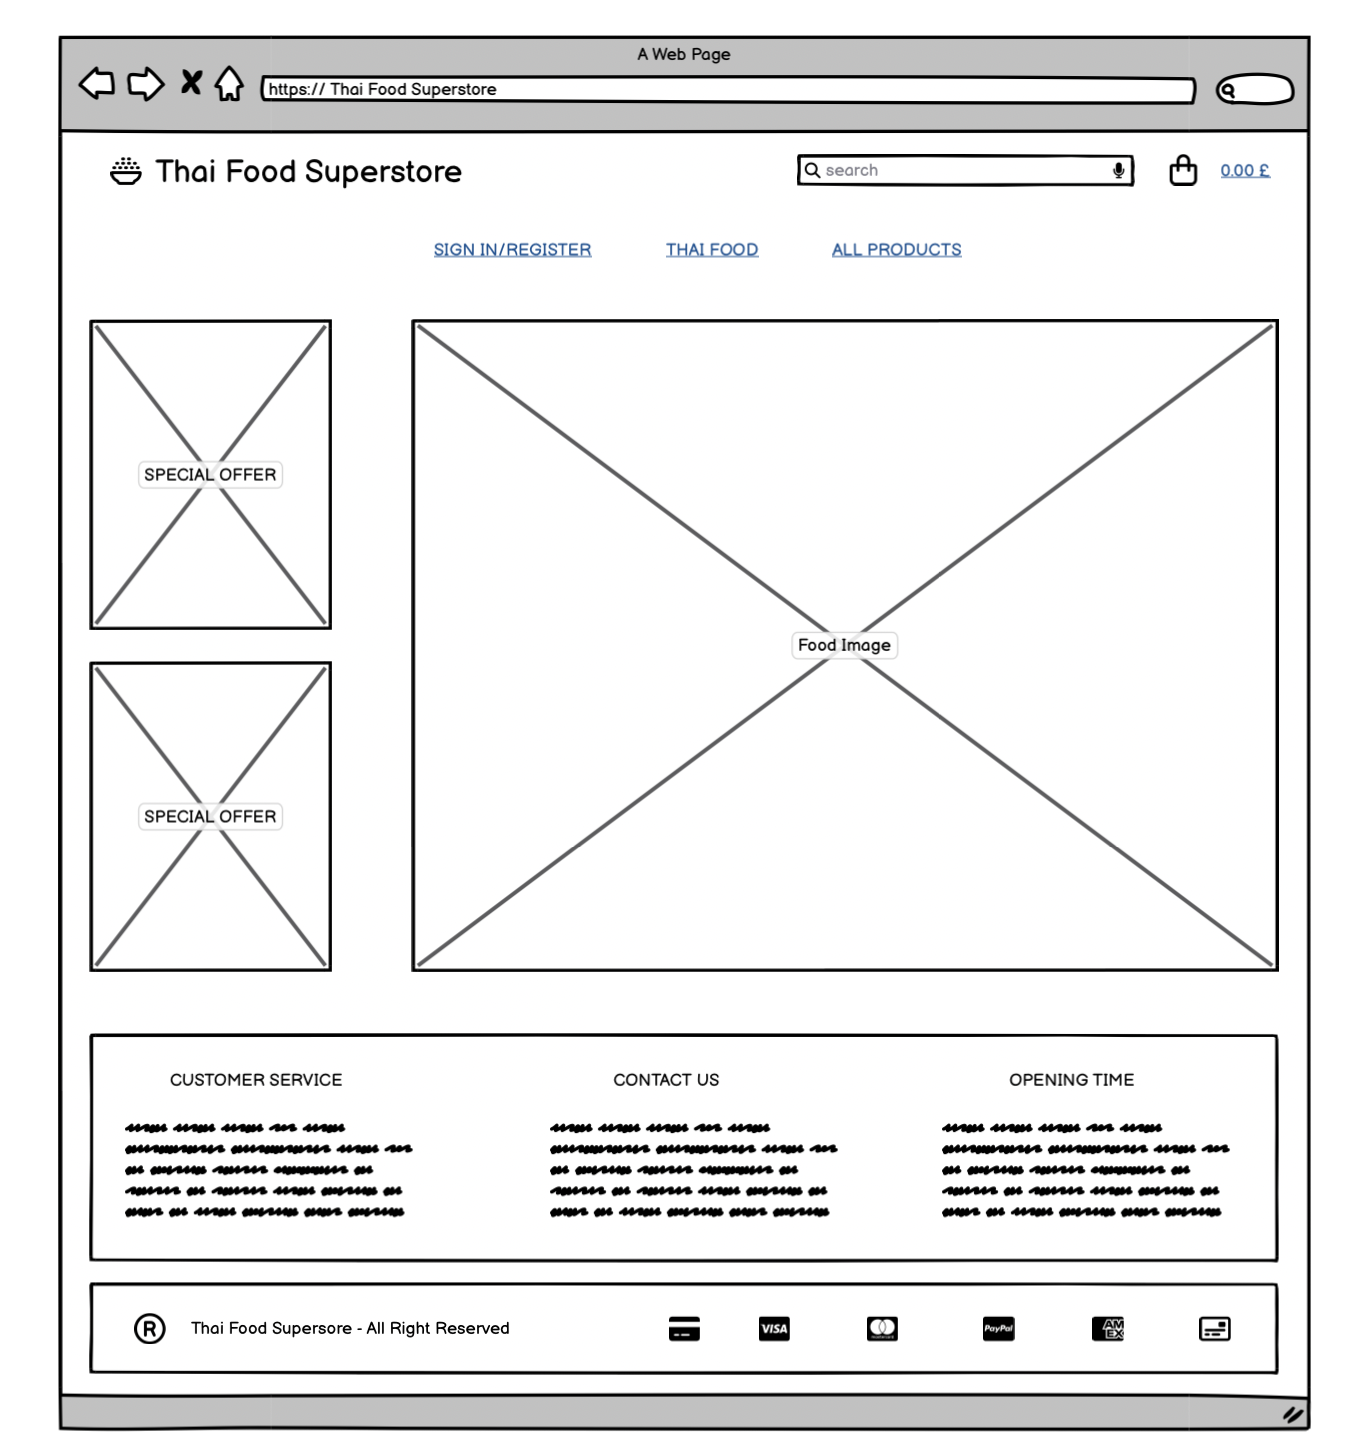 A Web Page
https:// Thai Food Superstore
Thai Food Superstore
search
0.00 £
SIGN IN/REGISTER THAI FOOD ALL PRODUCTS
SPECIAL OFFER
Food Image
SPECIAL OFFER
CUSTOMER SERVICE CONTACT US OPENING TIME
® Thai Food Supersore - All Right Reserved
VISA
PayPal
AM
EX